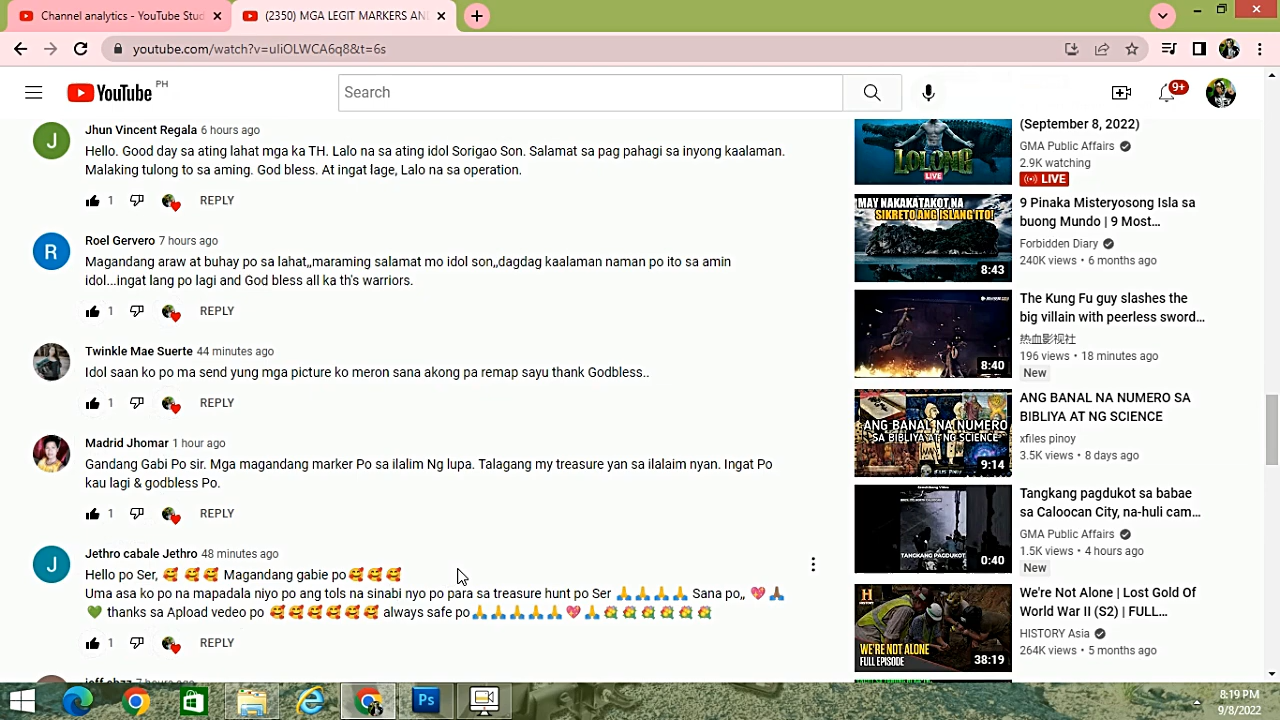 Channel analytics - YouTube Stud
(2350) MGA LEGIT MARKERS AN
youtube.com/watch?v=uIiOLWCA6q8&t=6s
YouTube PH
Search
9+
Jhun Vincent Regala 6 hours ago
Hello. Good day sa ating lahat mga ka TH. Lalo na sa ating idol Sorigao Son. Salamat sa pag pahagi sa inyong kaalaman.
Malaking tulong to sa aming. God bless. At ingat lage, Lalo na sa operation.
1 REPLY
Roel Gervero 7 hours ago
Magandang araw at buhay po sa lahat,,maraming salamat mo idol son,,dagdag kaalaman naman po ito sa amin
idol...ingat lang po lagi and God bless all ka th's warriors.
1 REPLY
Twinkle Mae Suerte 44 minutes ago
Idol saan ko po ma send yung mga picture ko meron sana akong pa remap sayu thank Godbless..
REPLY
Madrid Jhomar 1 hour ago
Gandang Gabi Po sir. Mga magandang marker Po sa ilalim Ng lupa. Talagang my treasure yan sa ilalaim nyan. Ingat Po
kau lagi & godbless Po.
1 REPLY
Jethro cabale Jethro 48 minutes ago
Hello po Ser, 🥰 🥰 🥰 Magandang gabie po🥰🥰🥰
Uma asa ko po na mapadala niyo po ang tols na sinabi nyo po para sa treasure hunt po Ser 🙏🙏🙏🙏 Sana po,, 💖🙏🏾
💚 thanks sa Apload vedeo po 🥰🥰🥰🥰🥰 always safe po🙏🙏🙏🙏🙏💖🙏💥💥💥💥💥💥
1 REPLY
7 hours ago
LOLONG
LIVE
(September 8, 2022)
GMA Public Affairs
2.9K watching
LIVE
MAY NAKAKATAKOT NA
SIKRETO ANG ISLANG ITO!
8:43
9 Pinaka Misteryosong Isla sa
buong Mundo | 9 Most...
Forbidden Diary
240K views • 6 months ago
8:40
The Kung Fu guy slashes the
big villain with peerless sword...
热血影视社
196 views • 18 minutes ago
New
ANG BANAL NA NUMERO
SA BIBLIYA AT NG SCIENCE
9:14
ANG BANAL NA NUMERO SA
BIBLIYA AT NG SCIENCE
xfiles pinoy
3.5K views • 8 days ago
TANGKANG PAGDUKOT
0:40
Tangkang pagdukot sa babae
sa Caloocan City, na-huli cam...
GMA Public Affairs
1.5K views • 4 hours ago
New
H
HISTORY
WE'RE NOT ALONE
FULL EPISODE
38:19
We're Not Alone | Lost Gold Of
World War II (S2) | FULL...
HISTORY Asia
264K views • 5 months ago
Ps
8:19 PM
9/8/2022